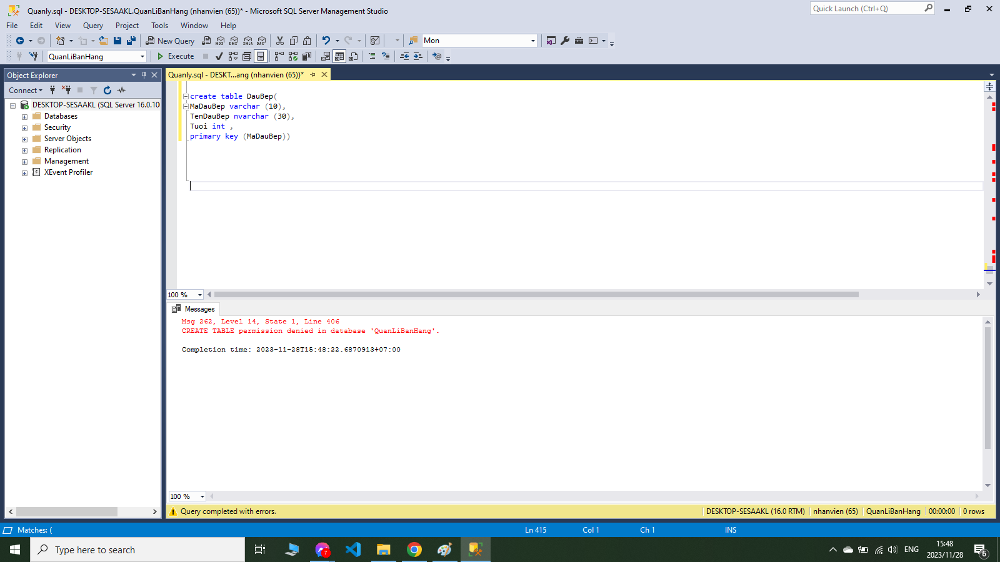 Quanly.sql - DESKTOP-SESAAKL.QuanLiBanHang (nhanvien (65))* - Microsoft SQL Server Management Studio
Quick Launch (Ctrl+Q)
File Edit View Query Project Tools Window Help
New Query MDX DMX XMLA DAX Mon
QuanLiBanHang Execute
Object Explorer
Connect
DESKTOP-SESAAKL (SQL Server 16.0.10
Databases
Security
Server Objects
Replication
Management
XEvent Profiler
Quanly.sql - DESKT...ang (nhanvien (65))*
create table DauBep(
MaDauBep varchar (10),
TenDauBep nvarchar (30),
Tuoi int ,
primary key (MaDauBep))
100 %
Messages
Msg 262, Level 14, State 1, Line 406
CREATE TABLE permission denied in database 'QuanLiBanHang'.
Completion time: 2023-11-28T15:48:22.6870913+07:00
100 %
Query completed with errors. DESKTOP-SESAAKL (16.0 RTM) nhanvien (65) QuanLiBanHang 00:00:00 0 rows
Matches: ( Ln 415 Col 1 Ch 1 INS
Type here to search 7 ENG 15:48
2023/11/28 6